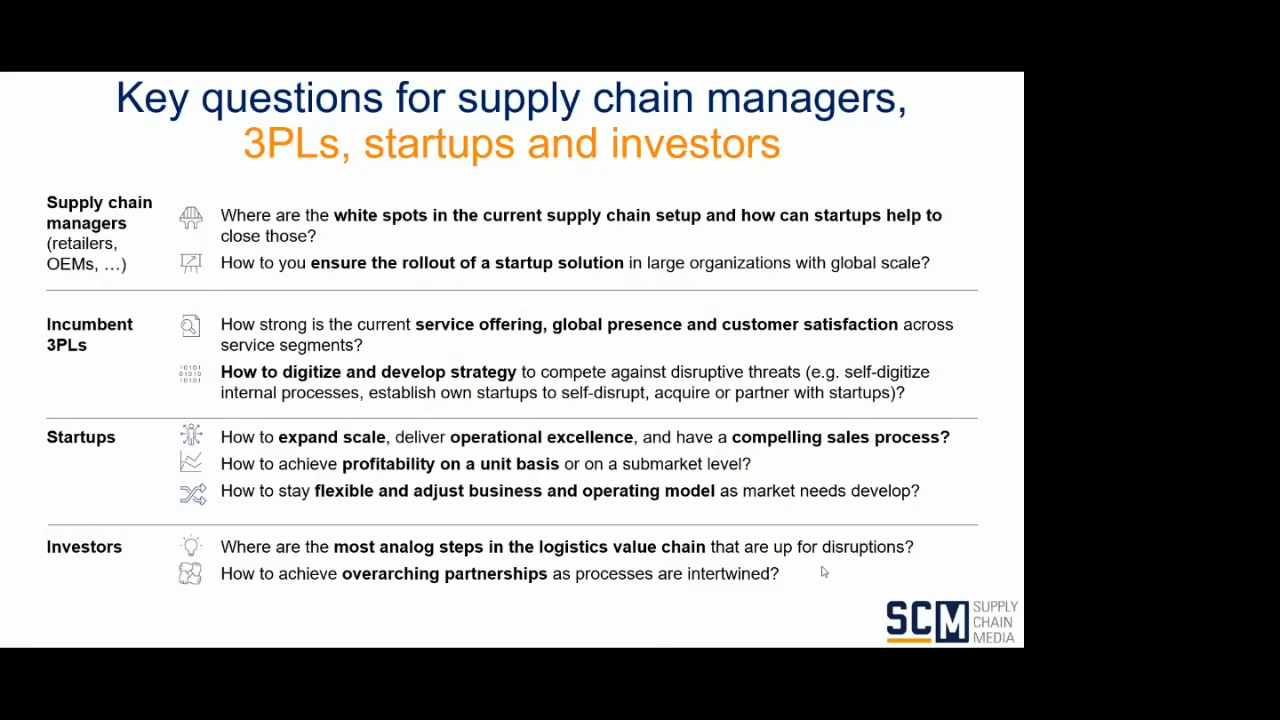 Key questions for supply chain managers,
3PLs, startups and investors
Supply chain
managers
(retailers,
OEMs, …)
Where are the white spots in the current supply chain setup and how can startups help to
close those?
How to you ensure the rollout of a startup solution in large organizations with global scale?
Incumbent
3PLs
How strong is the current service offering, global presence and customer satisfaction across
service segments?
10101
01010
10101
How to digitize and develop strategy to compete against disruptive threats (e.g. self-digitize
internal processes, establish own startups to self-disrupt, acquire or partner with startups)?
Startups
How to expand scale, deliver operational excellence, and have a compelling sales process?
How to achieve profitability on a unit basis or on a submarket level?
How to stay flexible and adjust business and operating model as market needs develop?
Investors
Where are the most analog steps in the logistics value chain that are up for disruptions?
How to achieve overarching partnerships as processes are intertwined?
SCM
SUPPLY
CHAIN
MEDIA